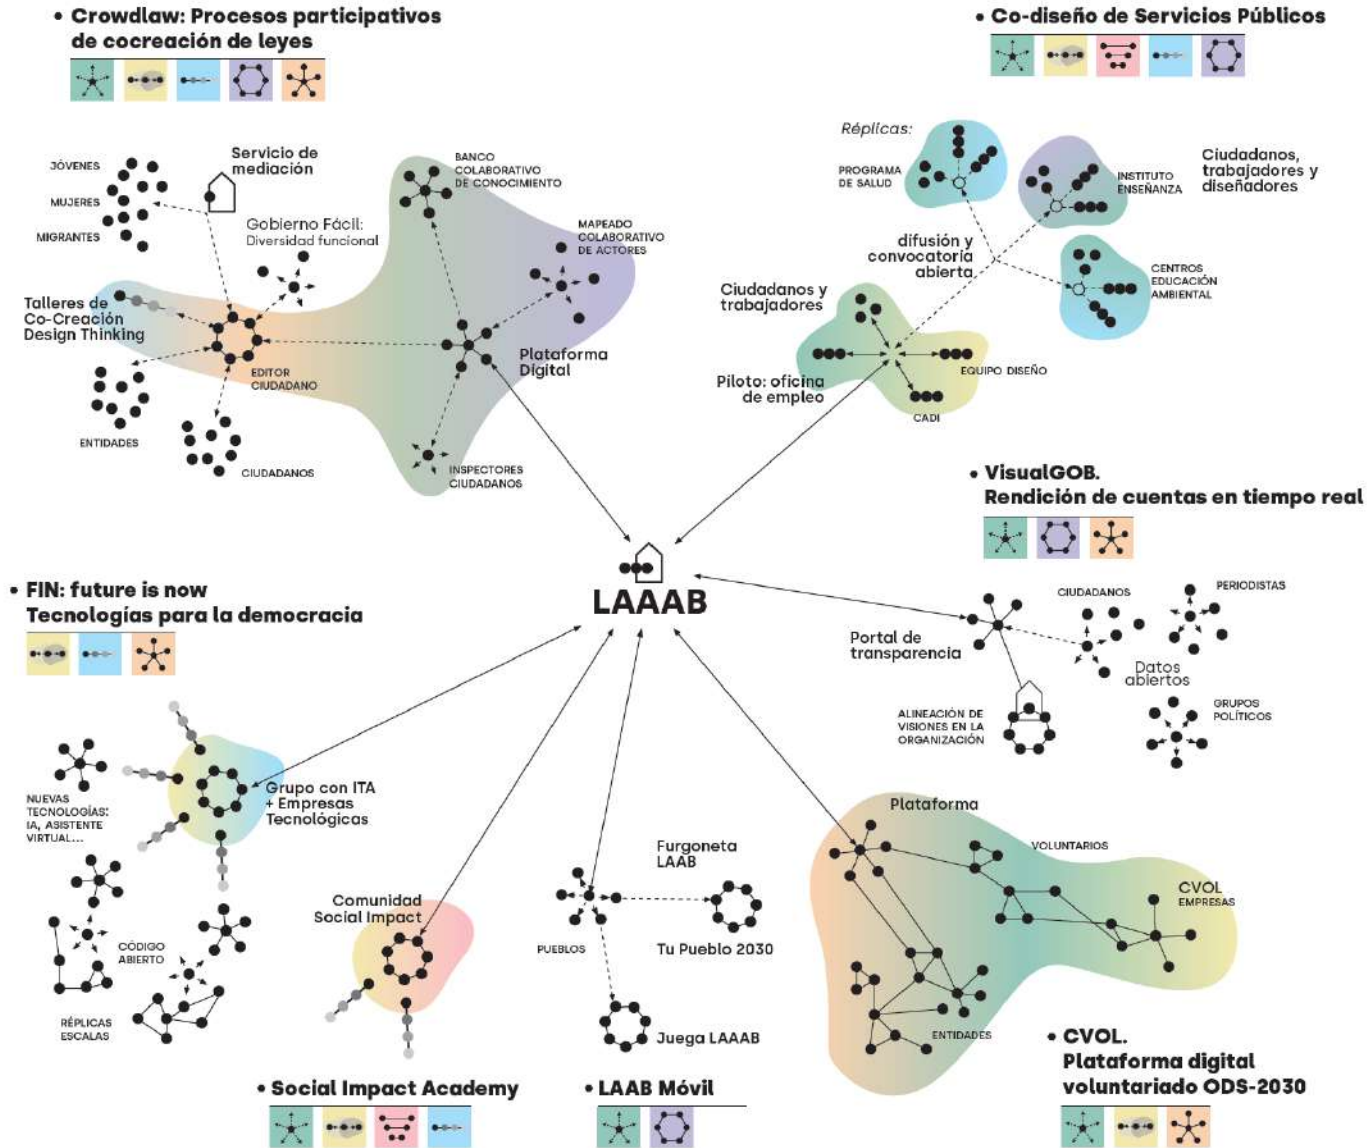 • Crowdlaw: Procesos participativos
de cocreación de leyes
JÓVENES
MUJERES
MIGRANTES
Servicio de
mediación
Gobierno Fácil:
Diversidad funcional
BANCO
COLABORATIVO
DE CONOCIMIENTO
MAPEADO
COLABORATIVO
DE ACTORES
Talleres de
Co-Creación
Design Thinking
EDITOR
CIUDADANO
Plataforma
Digital
ENTIDADES
CIUDADANOS
INSPECTORES
CIUDADANOS
• Co-diseño de Servicios Públicos
Réplicas:
PROGRAMA
DE SALUD
INSTITUTO
ENSEÑANZA
Ciudadanos,
trabajadores y
diseñadores
difusión y
convocatoria
abierta
CENTROS
EDUCACIÓN
AMBIENTAL
Ciudadanos y
trabajadores
Piloto: oficina
de empleo
EQUIPO DISEÑO
CADI
• VisualGOB.
Rendición de cuentas en tiempo real
CIUDADANOS
PERIODISTAS
Portal de
transparencia
Datos
abiertos
ALINEACIÓN DE
VISIONES EN LA
ORGANIZACIÓN
GRUPOS
POLÍTICOS
LAAAB
• FIN: future is now
Tecnologías para la democracia
NUEVAS
TECNOLOGÍAS:
IA, ASISTENTE
VIRTUAL...
Grupo con ITA
+ Empresas
Tecnológicas
CÓDIGO
ABIERTO
RÉPLICAS
ESCALAS
Comunidad
Social Impact
• Social Impact Academy
Furgoneta
LAAB
PUEBLOS
Tu Pueblo 2030
Juega LAAAB
• LAAB Móvil
Plataforma
VOLUNTARIOS
CVOL
EMPRESAS
ENTIDADES
• CVOL.
Plataforma digital
voluntariado ODS-2030